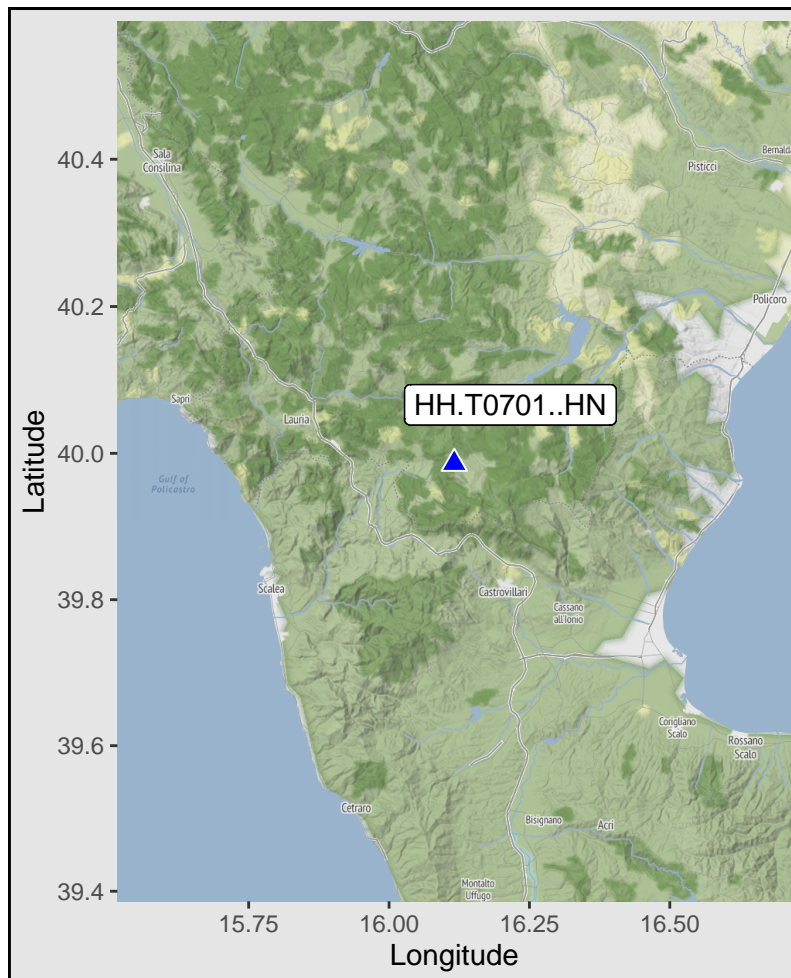 40.4
40.2
40.0
39.8
39.6
39.4
Latitude
15.75
16.00
16.25
16.50
Longitude
HH.T0701..HN
Sala
Consilina
Bernalda
Pisticci
Policoro
Sapri
Lauria
Gulf of
Policastro
Scalea
Castrovillari
Cassano
all'Ionio
Corigliano
Scalo
Rossano
Scalo
Cetraro
Bisignano
Acri
Montalto
Uffugo